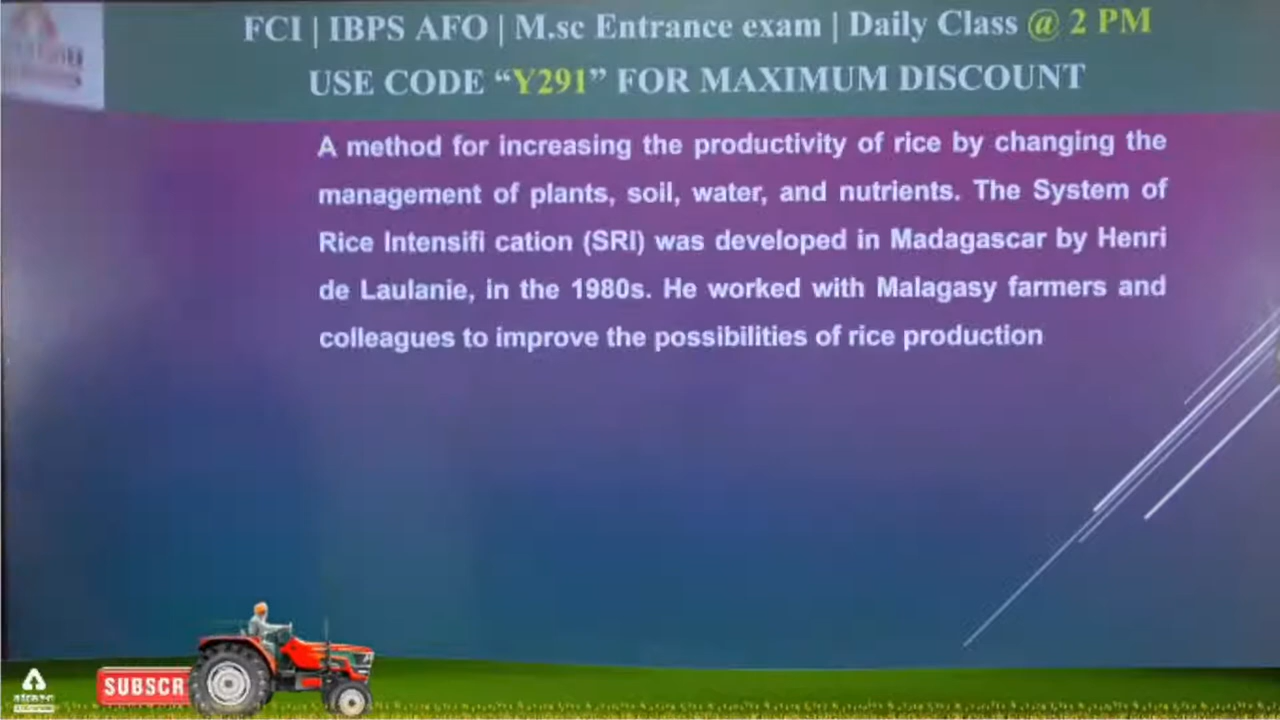 FCI | IBPS AFO | M.sc Entrance exam | Daily Class @ 2 PM
USE CODE “Y291” FOR MAXIMUM DISCOUNT
A method for increasing the productivity of rice by changing the
management of plants, soil, water, and nutrients. The System of
Rice Intensifi cation (SRI) was developed in Madagascar by Henri
de Laulanie, in the 1980s. He worked with Malagasy farmers and
colleagues to improve the possibilities of rice production
SUBSCR